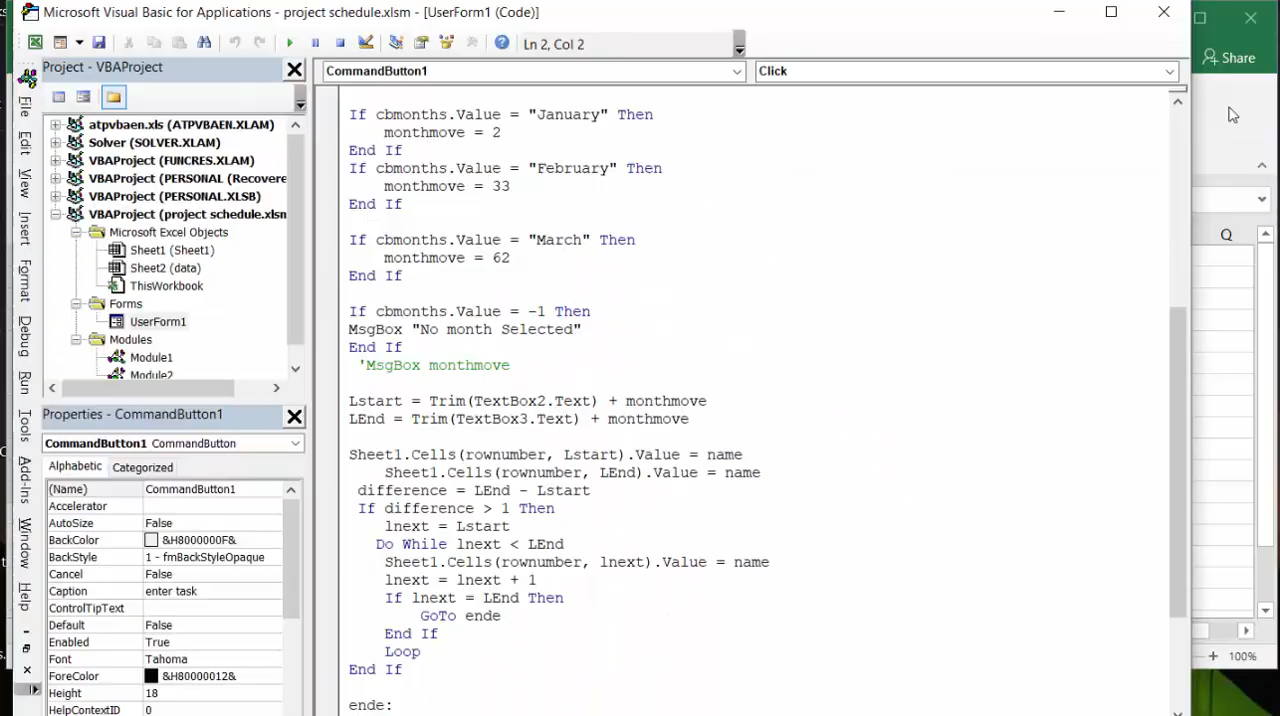 Microsoft Visual Basic for Applications - project schedule.xlsm - [UserForm1 (Code)]
Ln 2, Col 2
Share
Project - VBAProject
CommandButton1
Click
File
Edit
View
Insert
Format
Debug
Run
Tools
Add-Ins
Window
Help
atpvbaen.xls (ATPVBAEN.XLAM)
Solver (SOLVER.XLAM)
VBAProject (FUNCRES.XLAM)
VBAProject (PERSONAL (Recovere
VBAProject (PERSONAL.XLSB)
VBAProject (project schedule.xlsm
Microsoft Excel Objects
Sheet1 (Sheet1)
Sheet2 (data)
ThisWorkbook
Forms
UserForm1
Modules
Module1
Module2
Properties - CommandButton1
CommandButton1 CommandButton
Alphabetic Categorized
(Name) CommandButton1
Accelerator
AutoSize False
BackColor &H8000000F&
BackStyle 1 - fmBackStyleOpaque
Cancel False
Caption enter task
ControlTipText
Default False
Enabled True
Font Tahoma
ForeColor &H80000012&
Height 18
HelpContextID 0
If cbmonths.Value = "January" Then
monthmove = 2
End If
If cbmonths.Value = "February" Then
monthmove = 33
End If
If cbmonths.Value = "March" Then
monthmove = 62
End If
If cbmonths.Value = -1 Then
MsgBox "No month Selected"
End If
'MsgBox monthmove
Lstart = Trim(TextBox2.Text) + monthmove
LEnd = Trim(TextBox3.Text) + monthmove
Sheet1.Cells(rownumber, Lstart).Value = name
Sheet1.Cells(rownumber, LEnd).Value = name
difference = LEnd - Lstart
If difference > 1 Then
lnext = Lstart
Do While lnext < LEnd
Sheet1.Cells(rownumber, lnext).Value = name
lnext = lnext + 1
If lnext = LEnd Then
GoTo ende
End If
Loop
End If
ende:
Q
100%